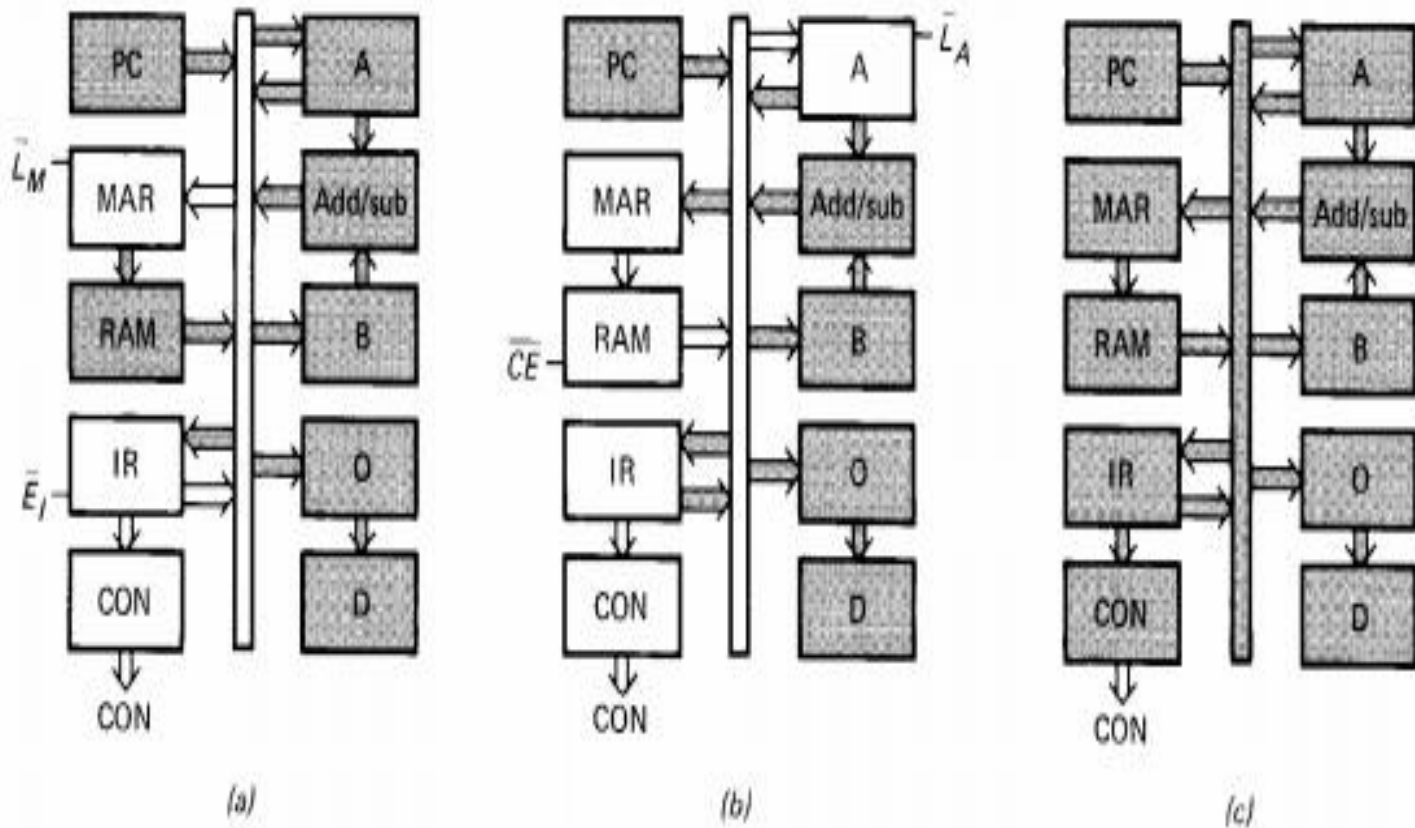 PC
A
L̄M
MAR
Add/sub
RAM
B
IR
O
ĒI
CON
D
CON
(a)
PC
A
L̄A
MAR
Add/sub
C̄Ē
RAM
B
IR
O
CON
D
CON
(b)
PC
A
MAR
Add/sub
RAM
B
IR
O
CON
D
CON
(c)